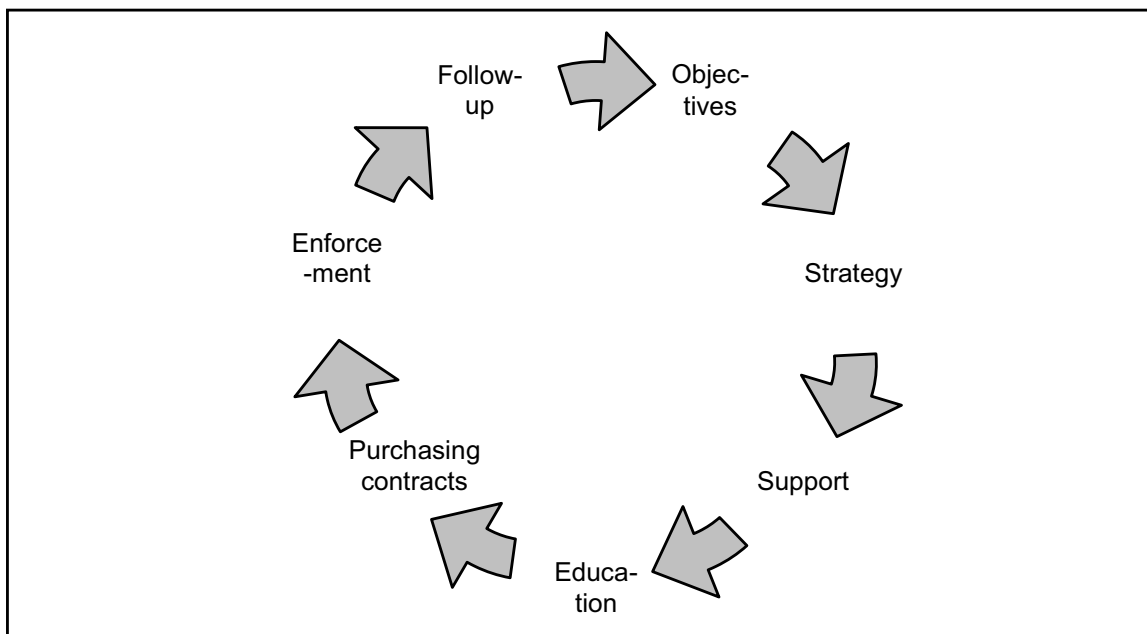 Follow-
up
Objec-
tives
Strategy
Support
Educa-
tion
Purchasing
contracts
Enforce
-ment